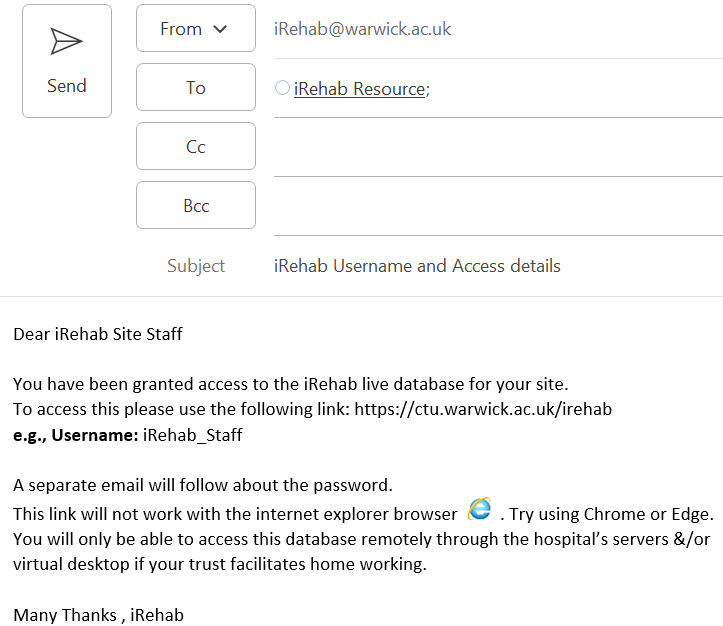 From
iRehab@warwick.ac.uk
Send
To
iRehab Resource;
Cc
Bcc
Subject
iRehab Username and Access details
Dear iRehab Site Staff
You have been granted access to the iRehab live database for your site.
To access this please use the following link: https://ctu.warwick.ac.uk/irehab
e.g., Username: iRehab_Staff
A separate email will follow about the password.
This link will not work with the internet explorer browser . Try using Chrome or Edge.
You will only be able to access this database remotely through the hospital’s servers &/or
virtual desktop if your trust facilitates home working.
Many Thanks , iRehab